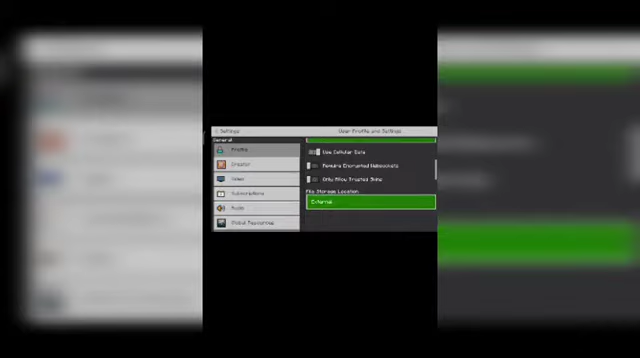 Settings
User Profile and Settings
General
Profile
Use Cellular Data
Creator
Require Encrypted Websockets
Video
Only Allow Trusted Skins
Subscriptions
File Storage Location
External
Audio
Global Resources